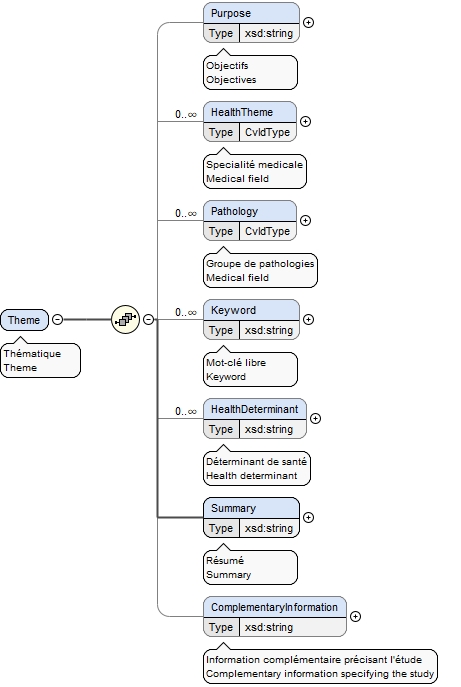 Purpose
Type xsd:string
Objectifs
Objectives
0..∞
HealthTheme
Type CvIdType
Specialité medicale
Medical field
0..∞
Pathology
Type CvIdType
Groupe de pathologies
Medical field
0..∞
Keyword
Type xsd:string
Mot-clé libre
Keyword
Theme
Thématique
Theme
0..∞
HealthDeterminant
Type xsd:string
Déterminant de santé
Health determinant
Summary
Type xsd:string
Résumé
Summary
ComplementaryInformation
Type xsd:string
Information complémentaire précisant l'étude
Complementary information specifying the study